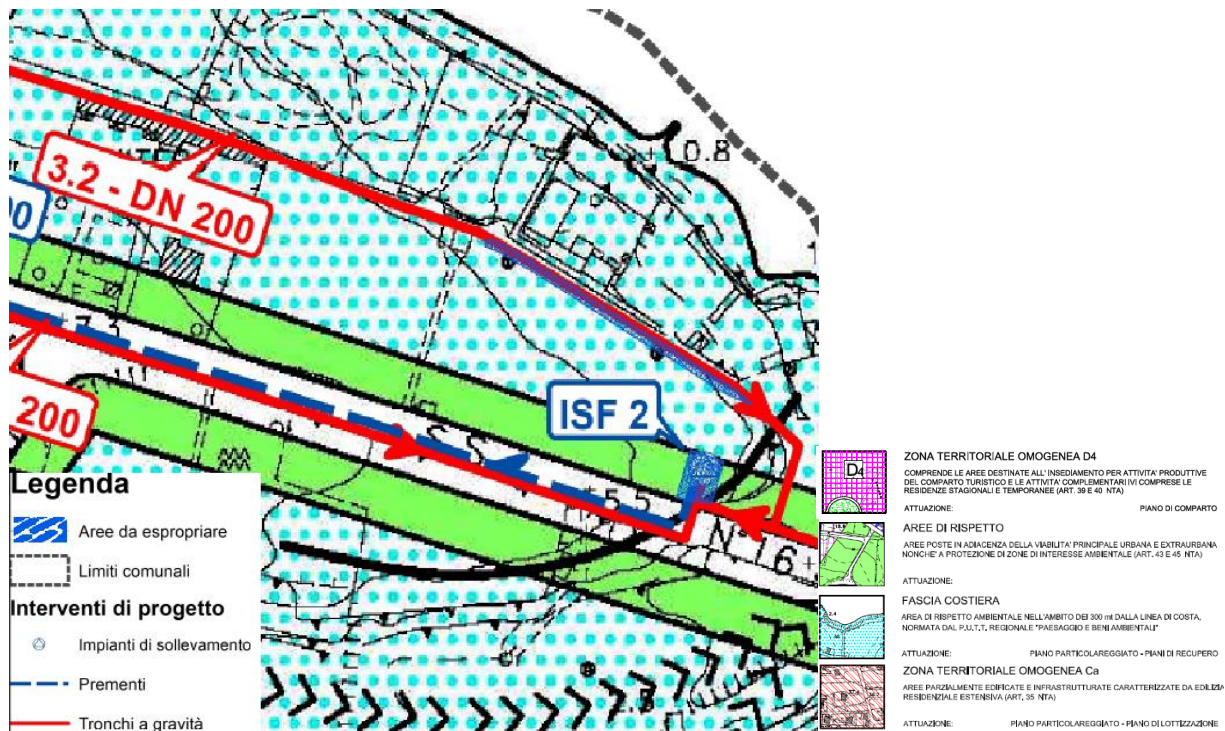 0.8
3.2 - DN 200
00
+7.3
200
ISF 2
+5.5
N°16+
Legenda
Aree da espropriare
Limiti comunali
Interventi di progetto
Impianti di sollevamento
Prementi
Tronchi a gravità
D4
ZONA TERRITORIALE OMOGENEA D4
COMPRENDE LE AREE DESTINATE ALL' INSEDIAMENTO PER ATTIVITA' PRODUTTIVE
DEL COMPARTO TURISTICO E LE ATTIVITA' COMPLEMENTARI IVI COMPRESE LE
RESIDENZE STAGIONALI E TEMPORANEE (ART. 39 E 40 NTA)
ATTUAZIONE: PIANO DI COMPARTO
AREE DI RISPETTO
AREE POSTE IN ADIACENZA DELLA VIABILITA' PRINCIPALE URBANA E EXTRAURBANA
NONCHE' A PROTEZIONE DI ZONE DI INTERESSE AMBIENTALE (ART. 43 E 45 NTA)
ATTUAZIONE:
FASCIA COSTIERA
AREA DI RISPETTO AMBIENTALE NELL'AMBITO DEI 300 mt DALLA LINEA DI COSTA,
NORMATA DAL P.U.T.T. REGIONALE "PAESAGGIO E BENI AMBIENTALI"
ATTUAZIONE: PIANO PARTICOLAREGGIATO - PIANI DI RECUPERO
ZONA TERRITORIALE OMOGENEA Ca
AREE PARZIALMENTE EDIFICATE E INFRASTRUTTURATE CARATTERIZZATE DA EDILIZIA
RESIDENZIALE ESTENSIVA (ART. 35 NTA)
ATTUAZIONE: PIANO PARTICOLAREGGIATO - PIANO DI LOTTIZZAZIONE